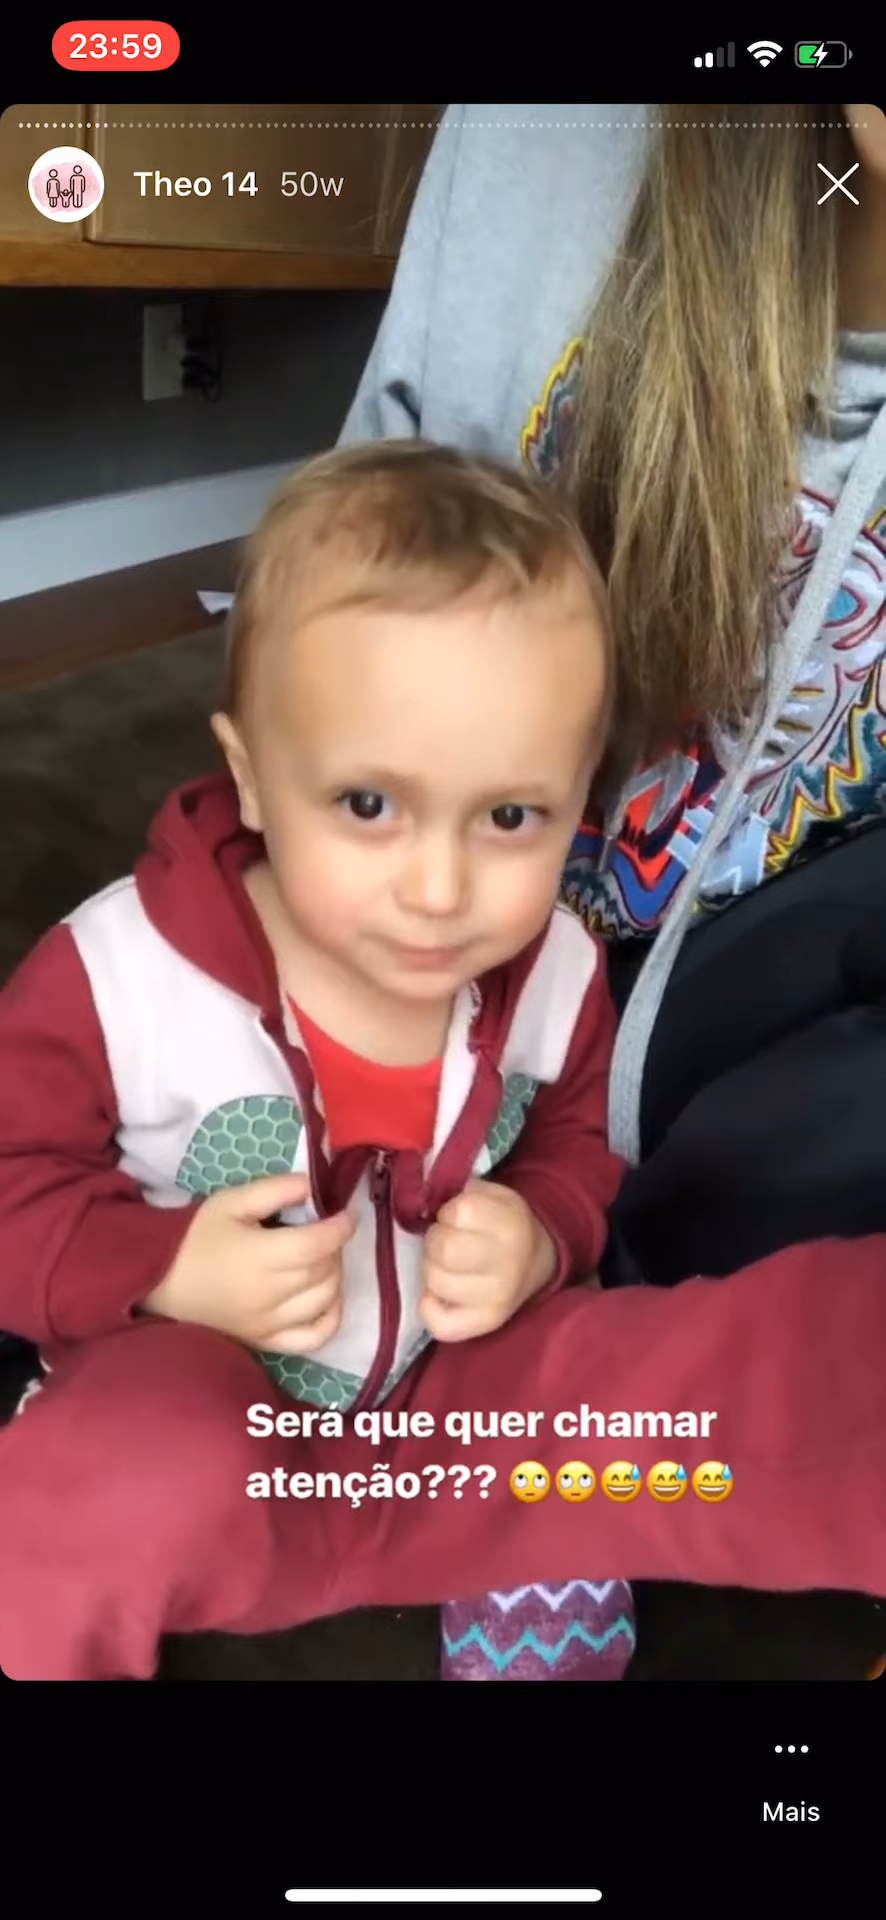 23:59
Theo 14 50w
Será que quer chamar
atenção??? 🙄🙄😅😅😅
Mais